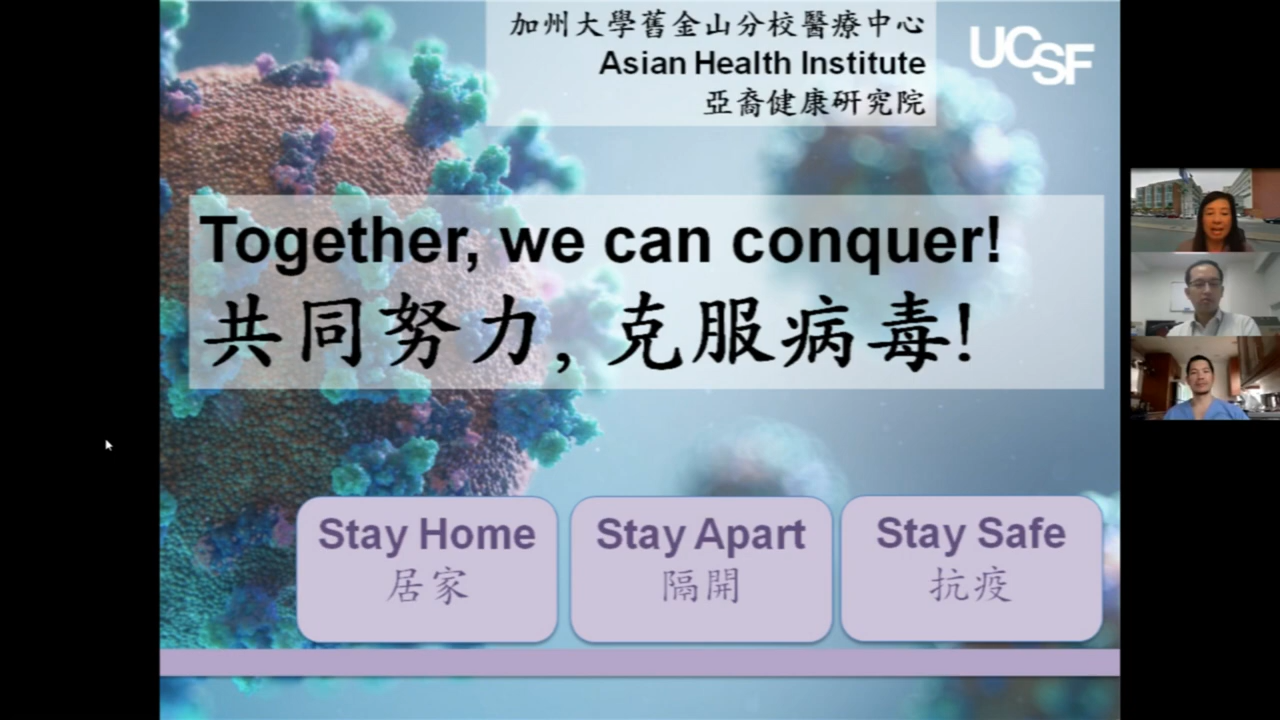 加州大學舊金山分校醫療中心
Asian Health Institute
亞裔健康研究院
UCSF
Together, we can conquer!
共同努力, 克服病毒!
Stay Home
居家
Stay Apart
隔開
Stay Safe
抗疫